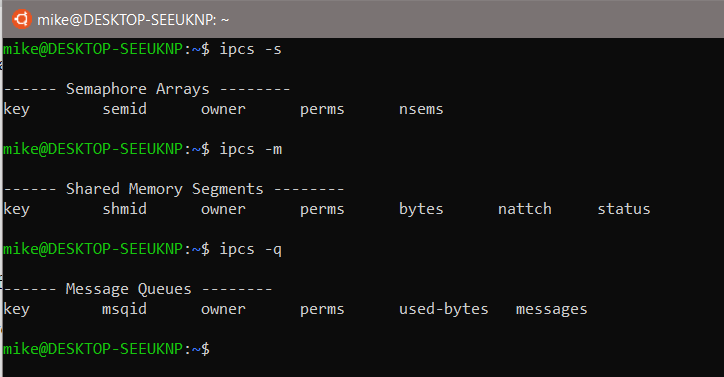 mike@DESKTOP-SEEUKNP: ~
mike@DESKTOP-SEEUKNP:~$ ipcs -s
------ Semaphore Arrays --------
key        semid      owner      perms      nsems
mike@DESKTOP-SEEUKNP:~$ ipcs -m
------ Shared Memory Segments --------
key        shmid      owner      perms      bytes      nattch     status
mike@DESKTOP-SEEUKNP:~$ ipcs -q
------ Message Queues --------
key        msqid      owner      perms      used-bytes   messages
mike@DESKTOP-SEEUKNP:~$